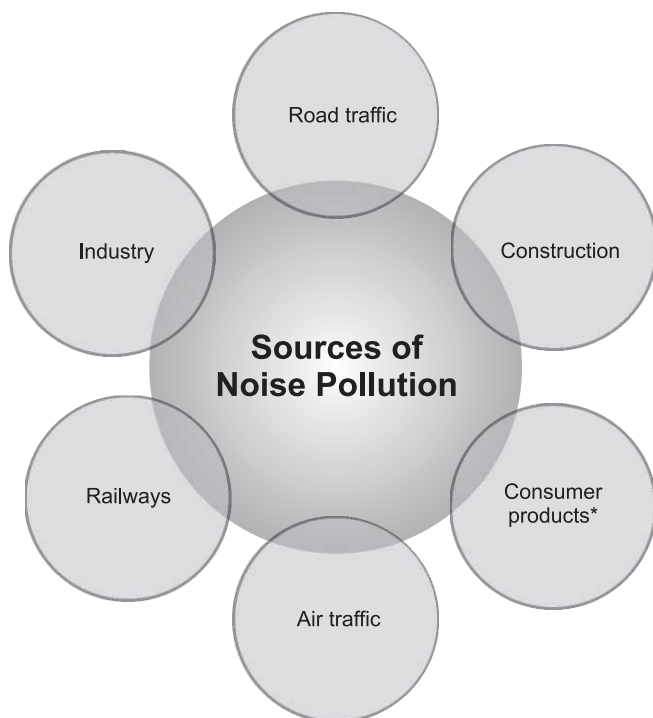 Road traffic
Industry
Construction
Sources of
Noise Pollution
Railways
Consumer
products*
Air traffic